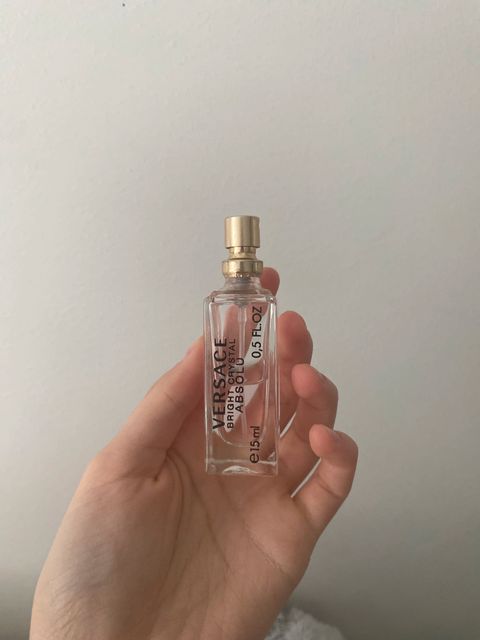 VERSACE
BRIGHT CRYSTAL
ABSOLU
e 15 ml
0,5 FL.OZ